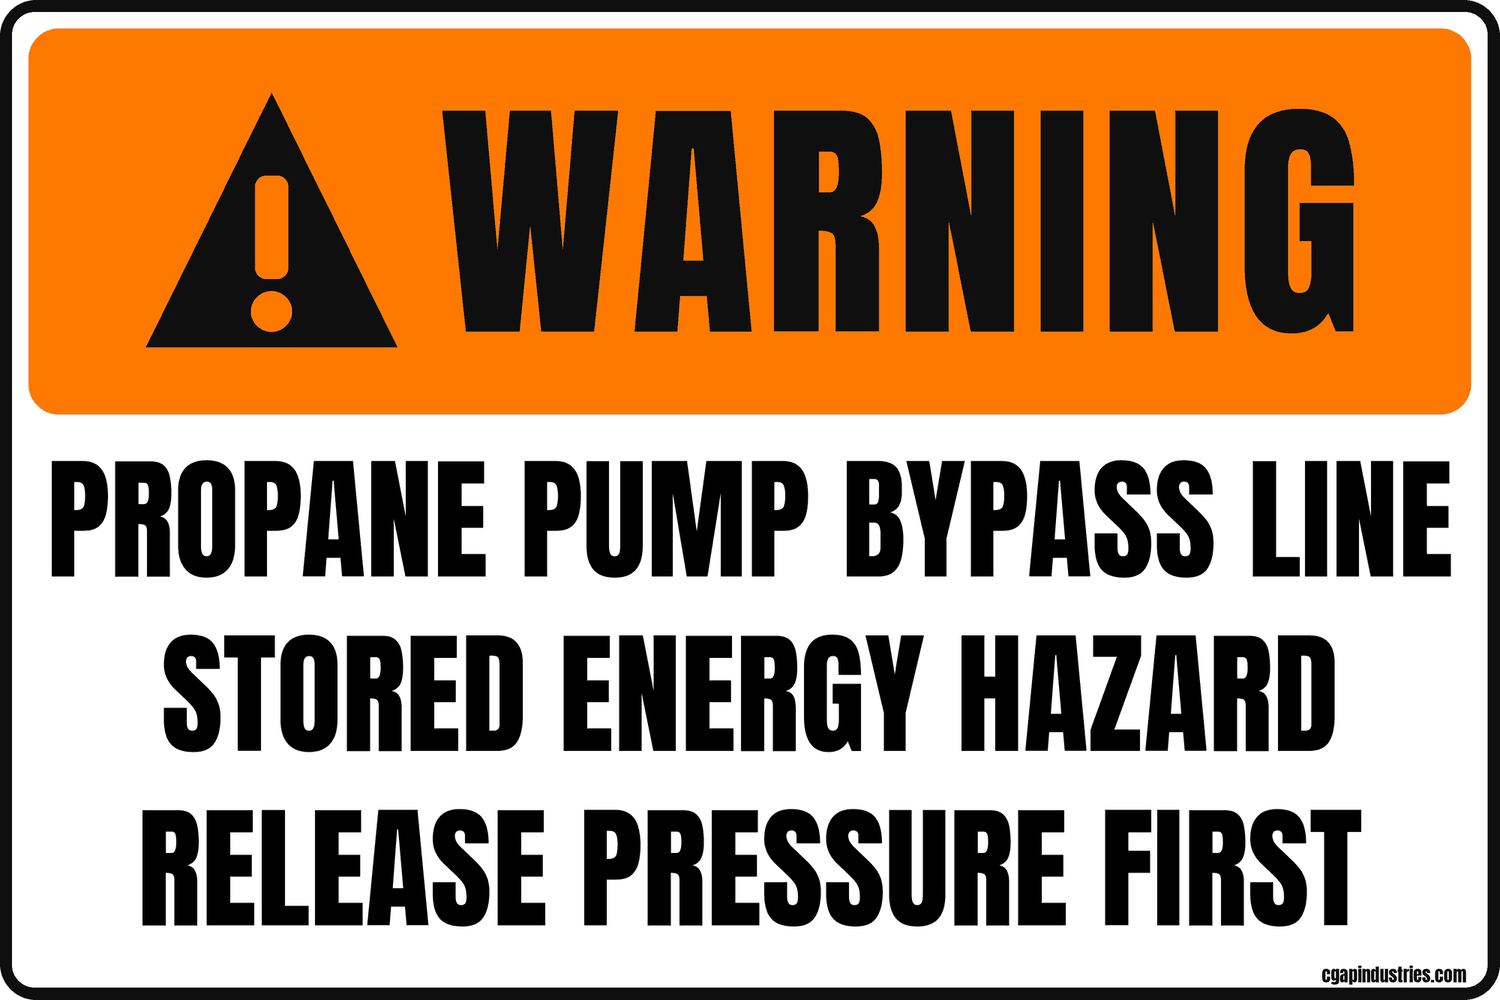 WARNING
PROPANE PUMP BYPASS LINE
STORED ENERGY HAZARD
RELEASE PRESSURE FIRST
cgapindustries.com